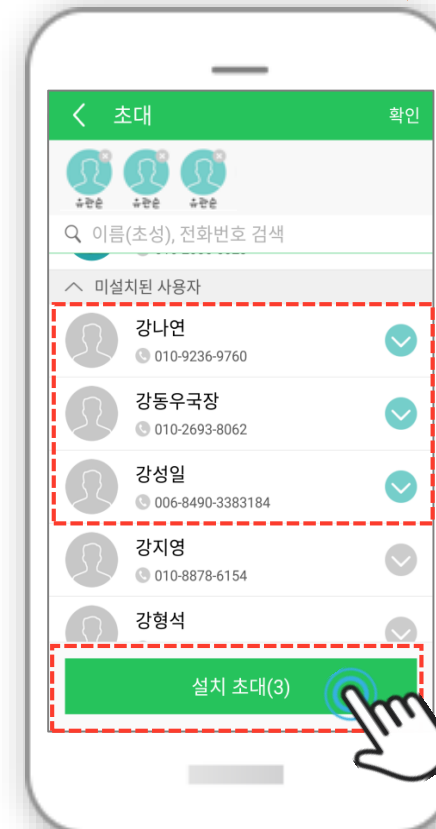 초대
확인
유관순 유관순 유관순
이름(초성), 전화번호 검색
미설치된 사용자
강나연
010-9236-9760
강동우국장
010-2693-8062
강성일
006-8490-3383184
강지영
010-8878-6154
강형석
설치 초대(3)